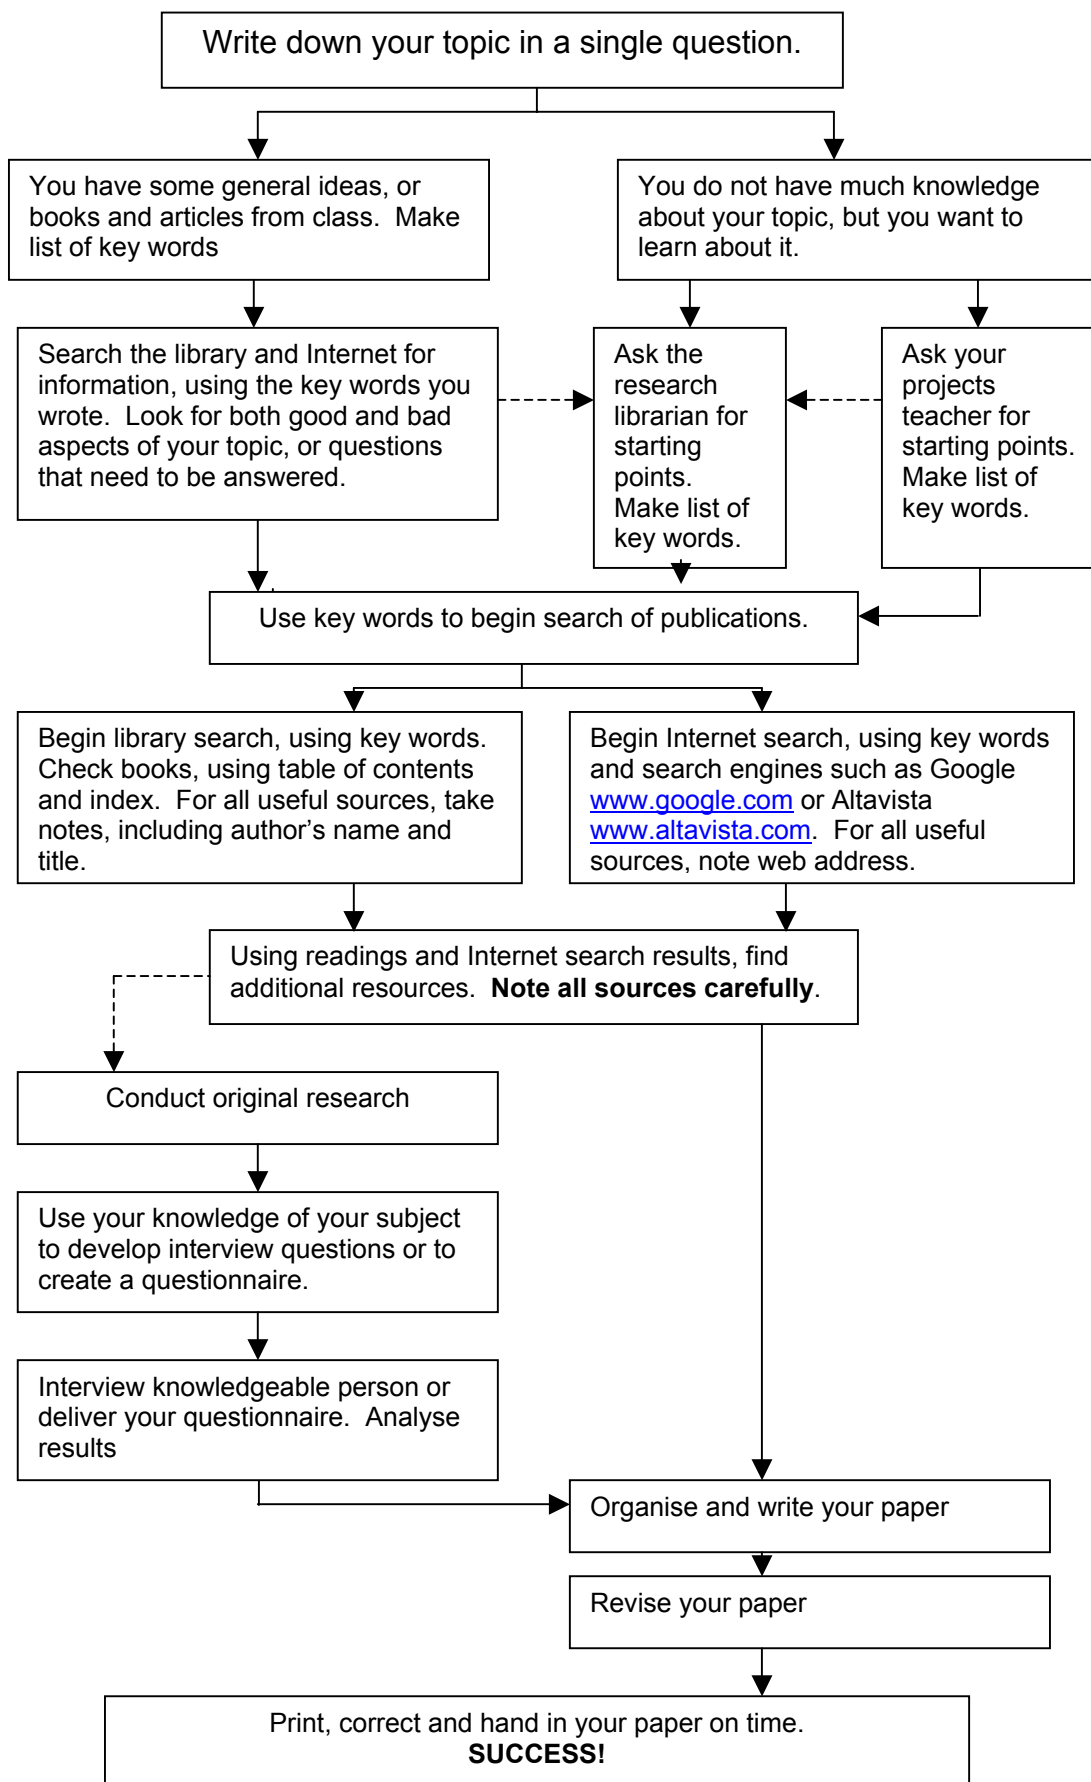 Write down your topic in a single question.
You have some general ideas, or
books and articles from class.  Make
list of key words
You do not have much knowledge
about your topic, but you want to
learn about it.
Search the library and Internet for
information, using the key words you
wrote.  Look for both good and bad
aspects of your topic, or questions
that need to be answered.
Ask the
research
librarian for
starting
points.
Make list of
key words.
Ask your
projects
teacher for
starting points.
Make list of
key words.
Use key words to begin search of publications.
Begin library search, using key words.
Check books, using table of contents
and index.  For all useful sources, take
notes, including author’s name and
title.
Begin Internet search, using key words
and search engines such as Google
www.google.com or Altavista
www.altavista.com.  For all useful
sources, note web address.
Using readings and Internet search results, find
additional resources.  Note all sources carefully.
Conduct original research
Use your knowledge of your subject
to develop interview questions or to
create a questionnaire.
Interview knowledgeable person or
deliver your questionnaire.  Analyse
results
Organise and write your paper
Revise your paper
Print, correct and hand in your paper on time.
SUCCESS!